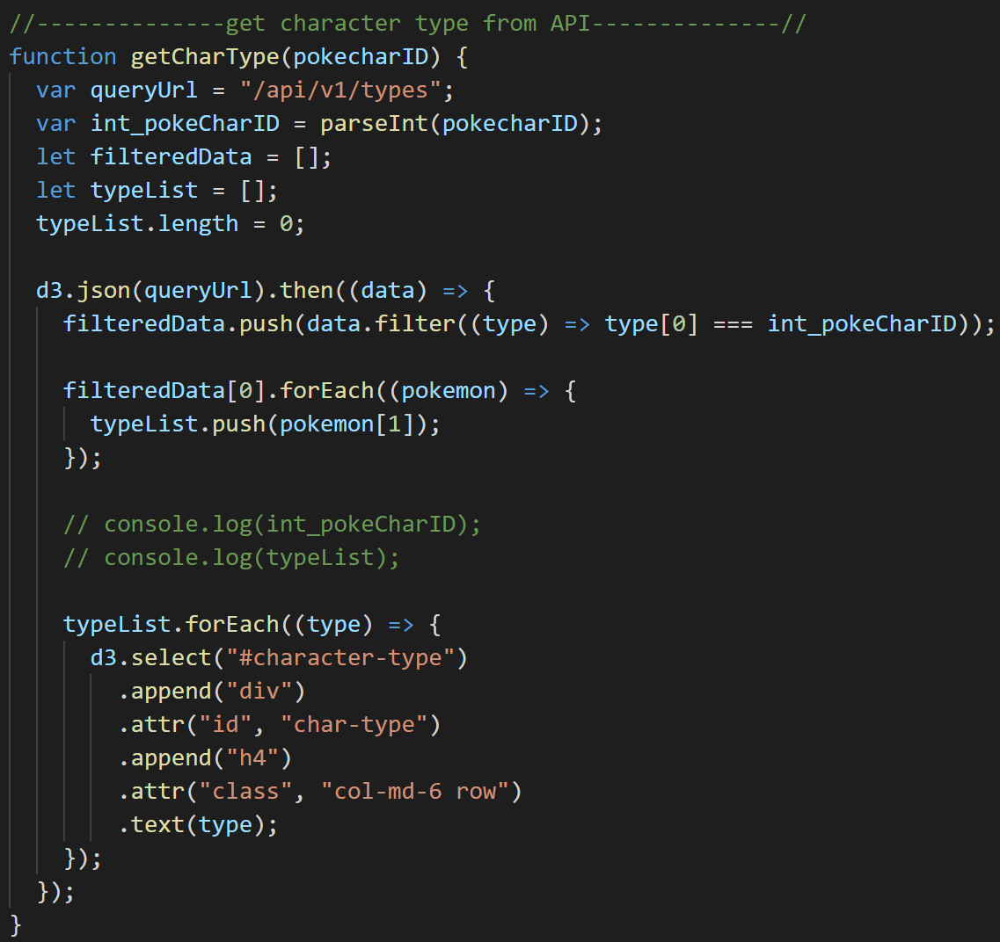 //--------------get character type from API--------------//
function getCharType(pokecharID) {
  var queryUrl = "/api/v1/types";
  var int_pokeCharID = parseInt(pokecharID);
  let filteredData = [];
  let typeList = [];
  typeList.length = 0;

  d3.json(queryUrl).then((data) => {
    filteredData.push(data.filter((type) => type[0] === int_pokeCharID));

    filteredData[0].forEach((pokemon) => {
      typeList.push(pokemon[1]);
    });

    // console.log(int_pokeCharID);
    // console.log(typeList);

    typeList.forEach((type) => {
      d3.select("#character-type")
        .append("div")
        .attr("id", "char-type")
        .append("h4")
        .attr("class", "col-md-6 row")
        .text(type);
    });
  });
}